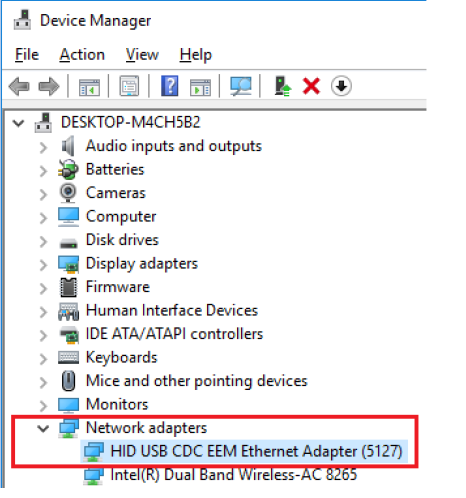 Device Manager
File Action View Help
DESKTOP-M4CH5B2
Audio inputs and outputs
Batteries
Cameras
Computer
Disk drives
Display adapters
Firmware
Human Interface Devices
IDE ATA/ATAPI controllers
Keyboards
Mice and other pointing devices
Monitors
Network adapters
HID USB CDC EEM Ethernet Adapter (5127)
Intel(R) Dual Band Wireless-AC 8265